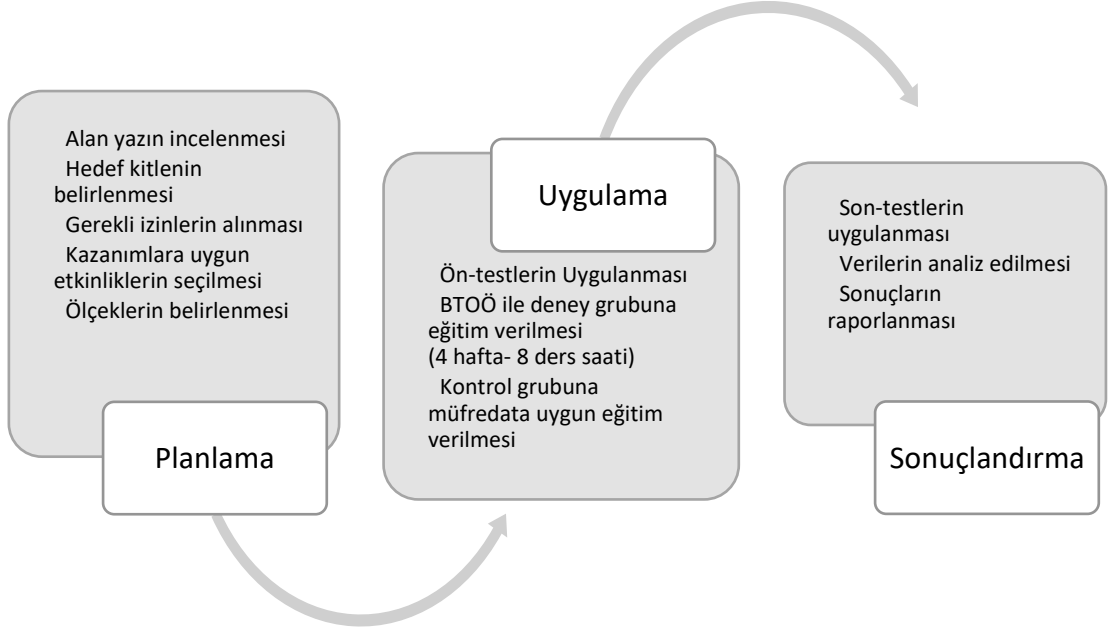 Alan yazın incelenmesi
Hedef kitlenin
belirlenmesi
Gerekli izinlerin alınması
Kazanımlara uygun
etkinliklerin seçilmesi
Ölçeklerin belirlenmesi
Planlama
Uygulama
Ön-testlerin Uygulanması
BTOÖ ile deney grubuna
eğitim verilmesi
(4 hafta- 8 ders saati)
Kontrol grubuna
müfredata uygun eğitim
verilmesi
Son-testlerin
uygulanması
Verilerin analiz edilmesi
Sonuçların
raporlanması
Sonuçlandırma